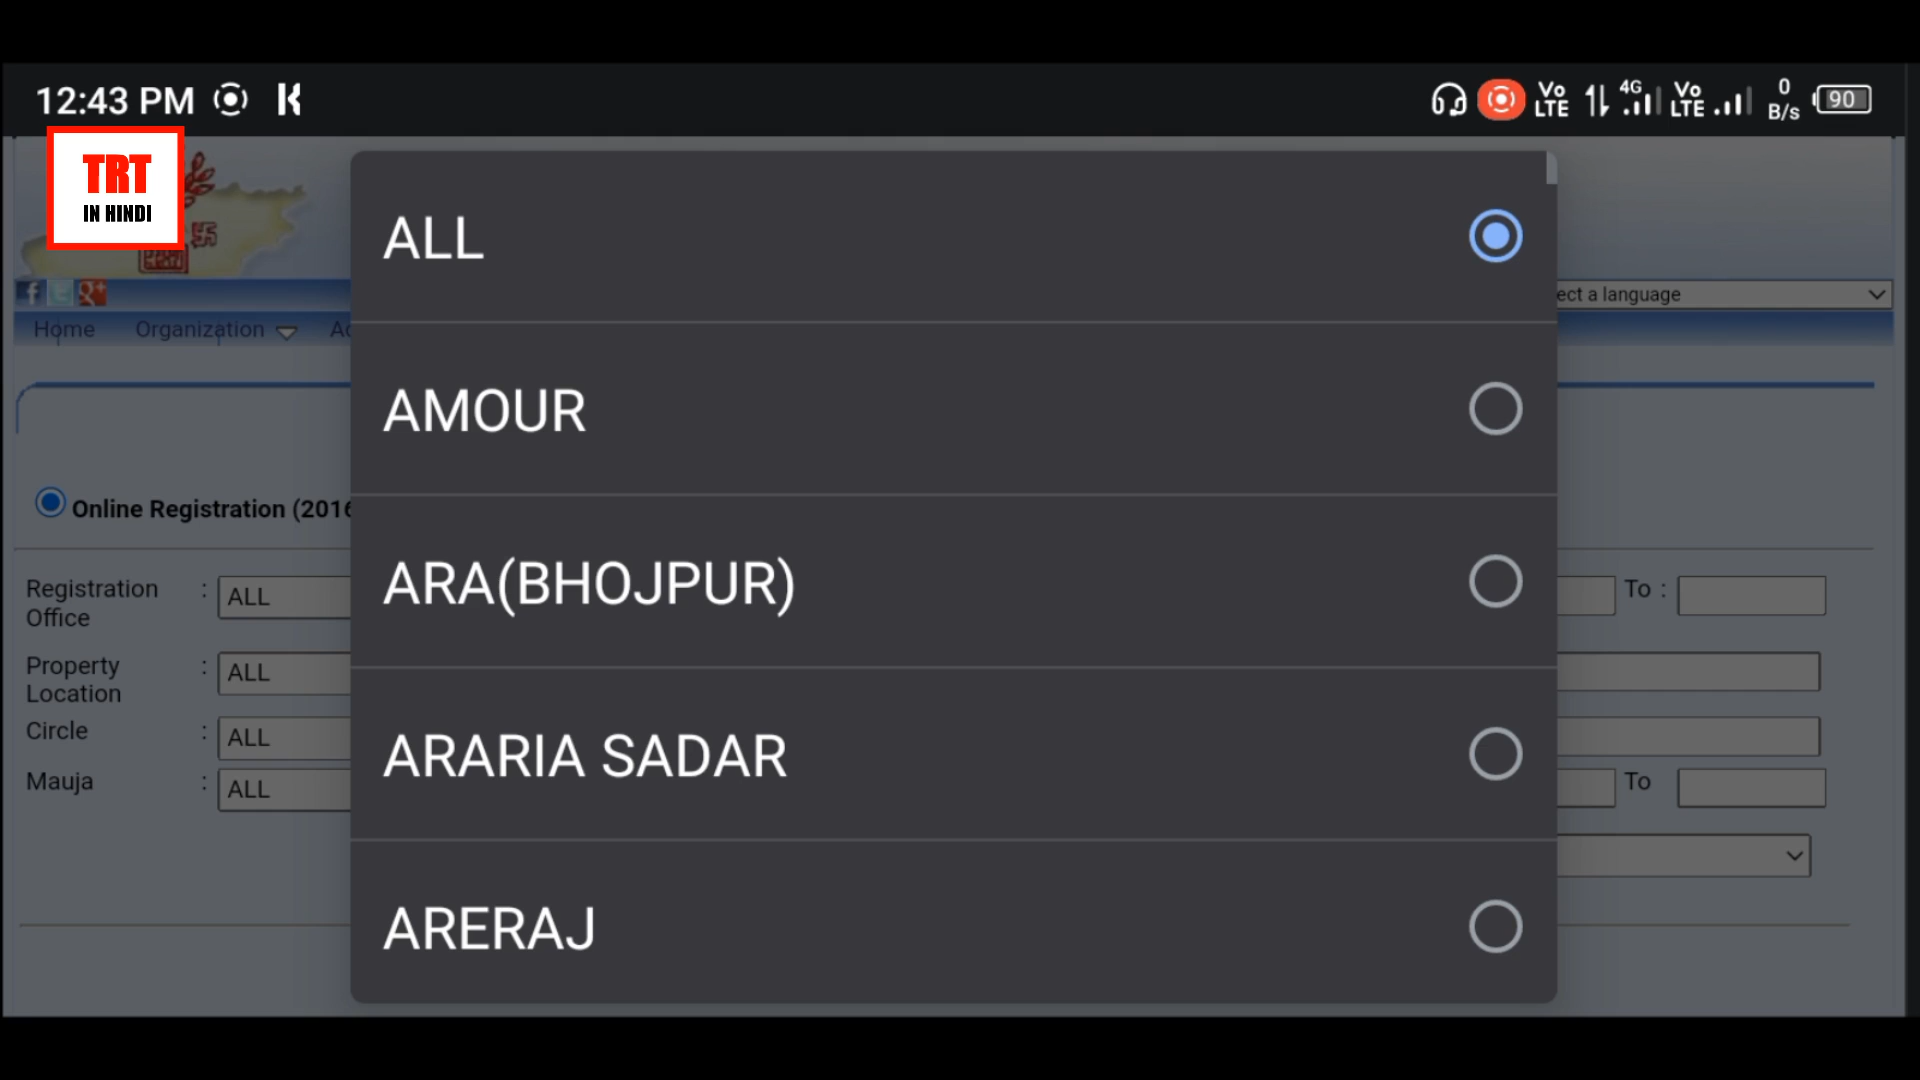 12:43 PM
Vo LTE 4G Vo LTE 0 B/s 90
TRT
IN HINDI
ect a language
Home Organization
ALL
AMOUR
ARA(BHOJPUR)
ARARIA SADAR
ARERAJ
Online Registration (2016
Registration Office : ALL To :
Property Location : ALL
Circle : ALL
Mauja : ALL To